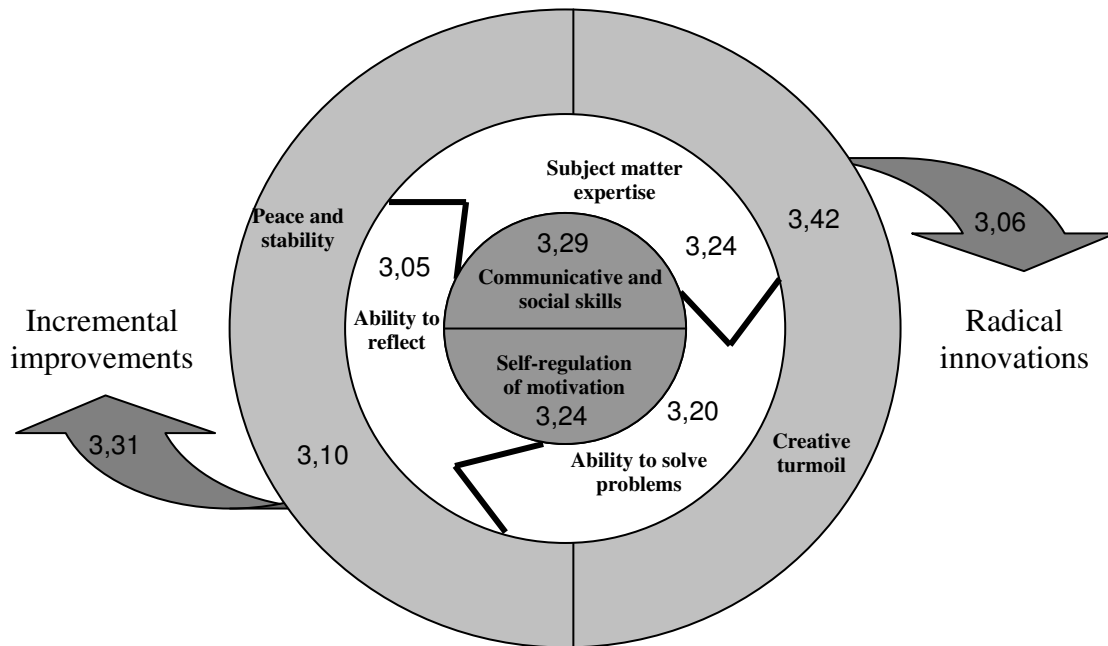 Subject matter
expertise
Peace and
stability
3,42
3,06
3,29
3,24
3,05
Communicative and
social skills
Ability to
reflect
Incremental
improvements
Radical
innovations
Self-regulation
of motivation
3,24
3,20
3,31
3,10
Creative
turmoil
Ability to solve
problems